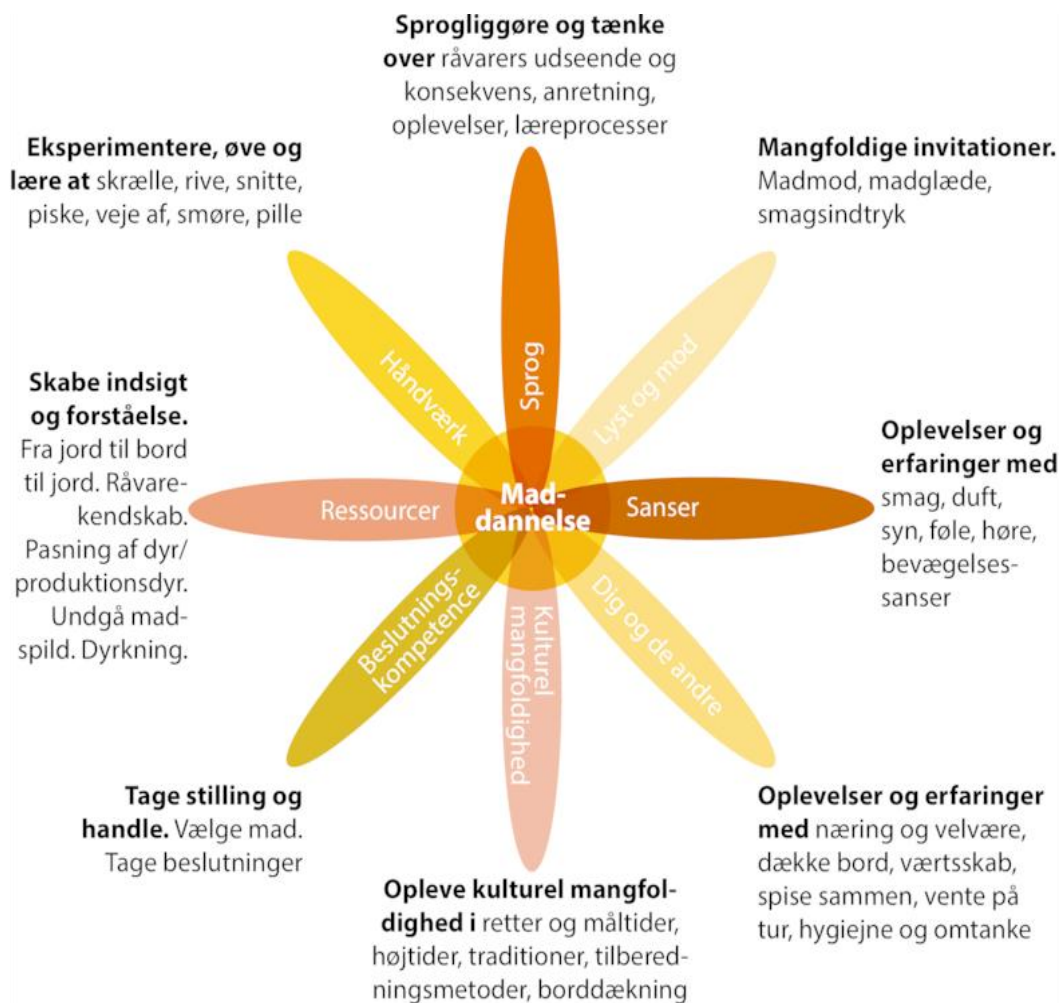 Sprogliggøre og tænke
over råvarers udseende og
konsekvens, anretning,
oplevelser, læreprocesser
Eksperimentere, øve og
lære at skrælle, rive, snitte,
piske, veje af, smøre, pille
Mangfoldige invitationer.
Madmod, madglæde,
smagsindtryk
Håndværk
Sprog
Lyst og mod
Skabe indsigt
og forståelse.
Fra jord til bord
til jord. Råvare-
kendskab.
Pasning af dyr/
produktionsdyr.
Undgå mad-
spild. Dyrkning.
Ressourcer
Mad-
dannelse
Sanser
Oplevelser og
erfaringer med
smag, duft,
syn, føle, høre,
bevægelses-
sanser
Beslutnings-
kompetence
Kulturel
mangfoldighed
Dig og de andre
Tage stilling og
handle. Vælge mad.
Tage beslutninger
Opleve kulturel mangfol-
dighed i retter og måltider,
højtider, traditioner, tilbered-
ningsmetoder, borddækning
Oplevelser og erfaringer
med næring og velvære,
dække bord, værtsskab,
spise sammen, vente på
tur, hygiejne og omtanke